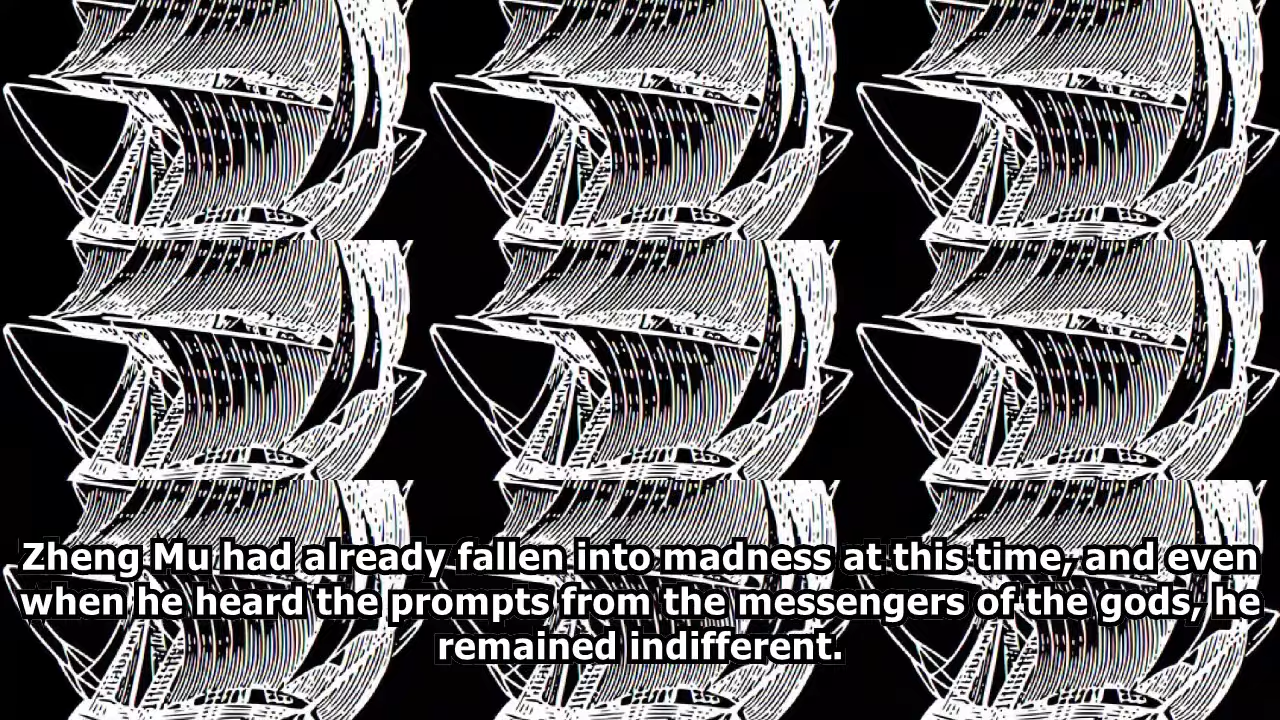 Zheng Mu had already fallen into madness at this time, and even
when he heard the prompts from the messengers of the gods, he
remained indifferent.